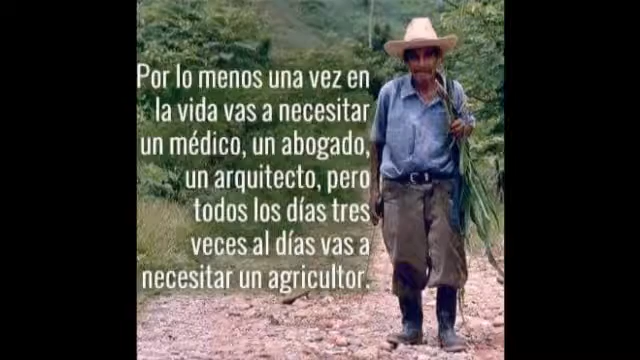 Por lo menos una vez en
la vida vas a necesitar
un médico, un abogado,
un arquitecto, pero
todos los días tres
veces al días vas a
necesitar un agricultor.